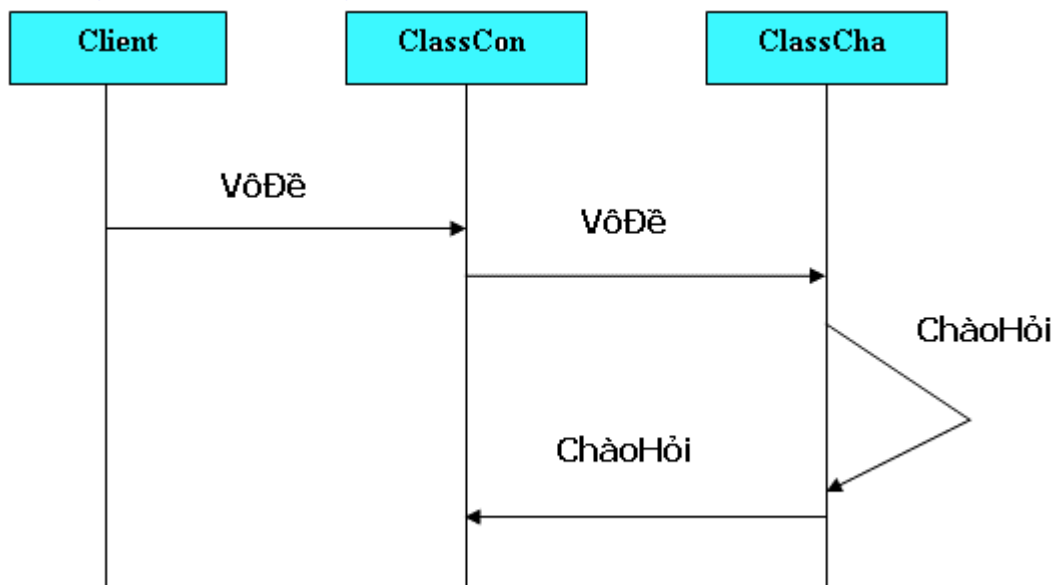 Client
ClassCon
ClassCha
VôĐề
VôĐề
ChàoHỏi
ChàoHỏi